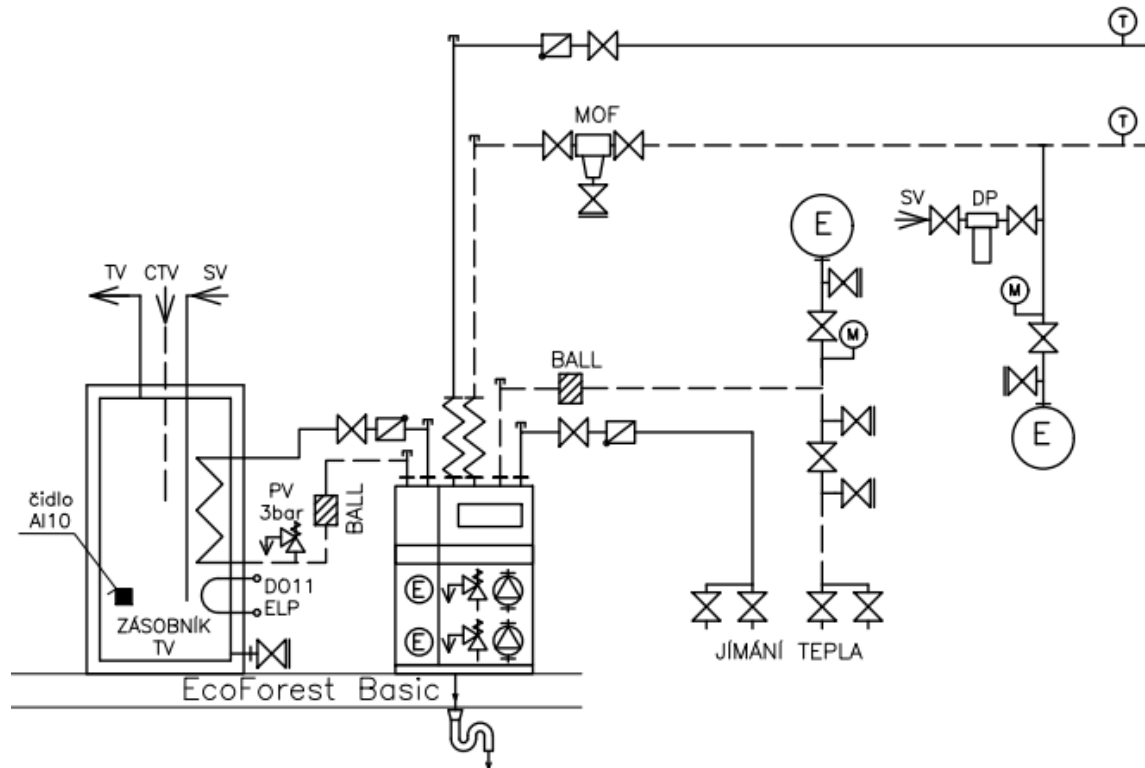 T
MOF
T
E
SV
DP
TV
CTV
SV
M
M
BALL
E
čidlo
AI10
PV
3bar
BALL
DO11
ELP
E
ZÁSOBNÍK
TV
E
JÍMÁNÍ TEPLA
EcoForest Basic